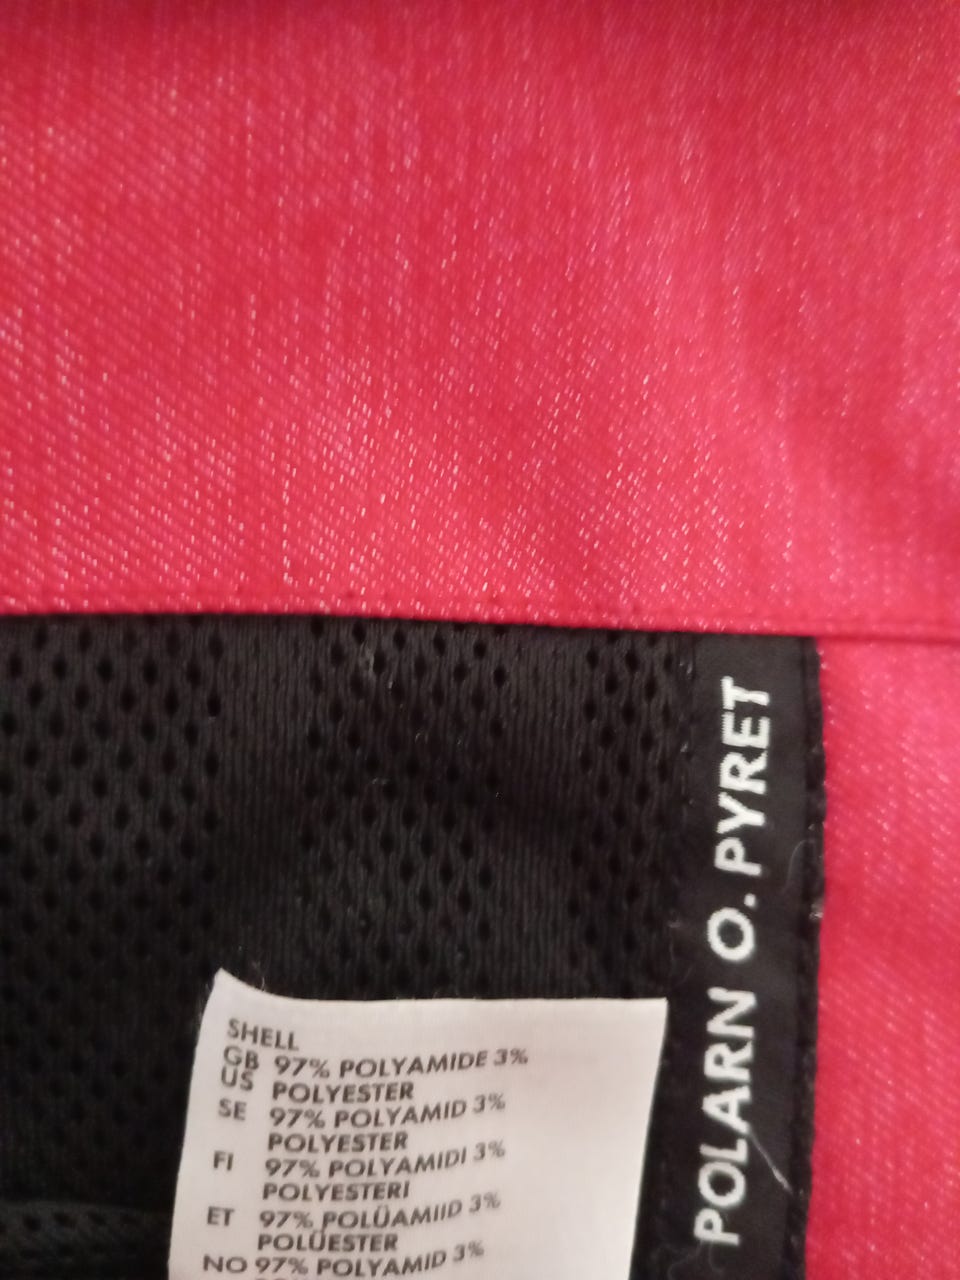 POLARN O. PYRET
SHELL
GB 97% POLYAMIDE 3%
US POLYESTER
SE 97% POLYAMID 3%
POLYESTER
FI 97% POLYAMIDI 3%
POLYESTERI
ET 97% POLÜAMIID 3%
POLÜESTER
NO 97% POLYAMID 3%